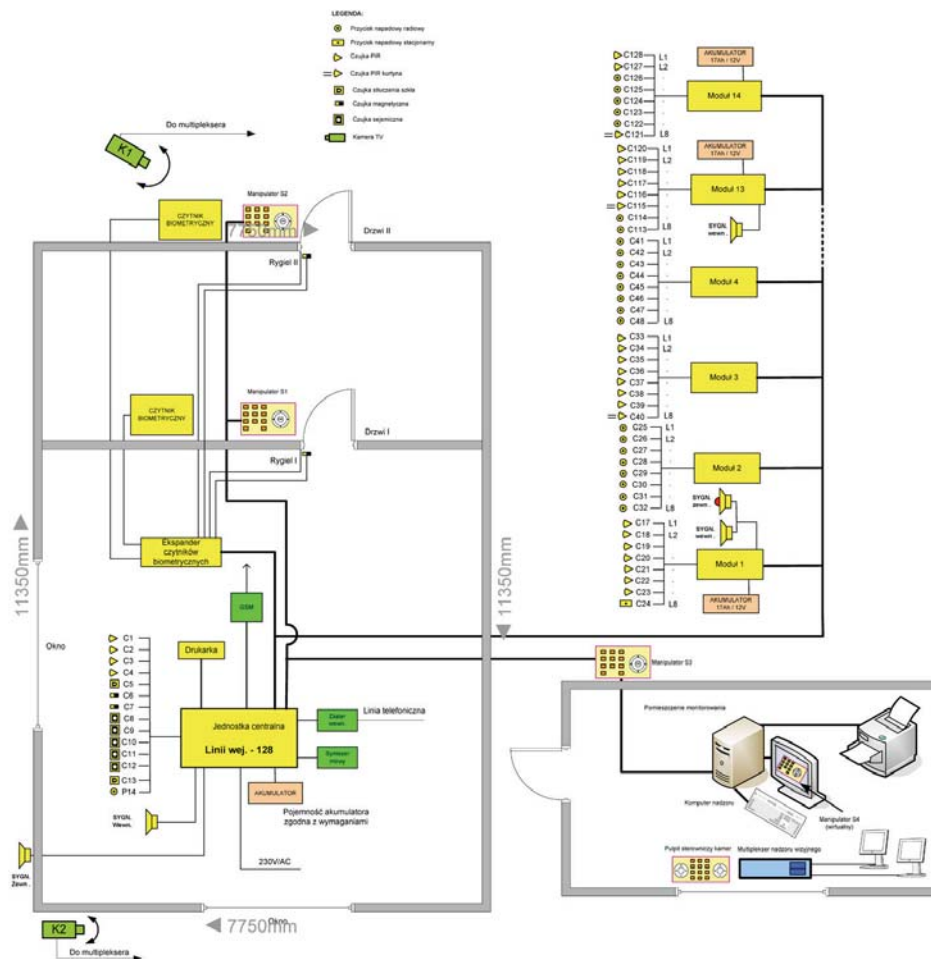 LEGENDA:
Przycisk napadowy radiowy
Przycisk napadowy stacjonarny
Czujka PIR
Czujka PIR kurtyna
Czujka stłuczenia szkła
Czujka magnetyczna
Czujka sejsmiczna
Kamera TV
Do multipleksera
K1
CZYTNIK
BIOMETRYCZNY
Manipulator S2
7750mm
Drzwi II
Rygiel II
CZYTNIK
BIOMETRYCZNY
Manipulator S1
Drzwi I
Rygiel I
11350mm
11350mm
Ekspander
czytników
biometrycznych
GSM
Okno
Drukarka
C1
C2
C3
C4
C5
C6
C7
C8
C9
C10
C11
C12
C13
P14
Jednostka centralna
Linii wej. - 128
Dialer
wewn.
Linia telefoniczna
AKUMULATOR
Pojemność akumulatora
zgodna z wymaganiami
SYGN.
Wewn.
SYGN.
Zewn.
230V/AC
Okno
7750mm
K2
Do multipleksera
C128
C127
C126
C125
C124
C123
C122
C121
L1
L2
L8
AKUMULATOR
17Ah / 12V
Moduł 14
C120
C119
C118
C117
C116
C115
C114
C113
L1
L2
L8
AKUMULATOR
17Ah / 12V
Moduł 13
SYGN.
wewn.
C41
C42
C43
C44
C45
C46
C47
C48
L1
L2
L8
Moduł 4
C33
C34
C35
C36
C37
C38
C39
C40
L1
L2
L8
Moduł 3
C25
C26
C27
C28
C29
C30
C31
C32
L1
L2
L8
Moduł 2
SYGN.
zewn.
SYGN.
wewn.
C17
C18
C19
C20
C21
C22
C23
C24
L1
L2
L8
Moduł 1
AKUMULATOR
17Ah / 12V
Manipulator S3
Pomieszczenie monitorowania
Komputer nadzoru
Manipulator S4
(wirtualny)
Pulpit sterowniczy kamer
Multiplekser nadzoru wizyjnego